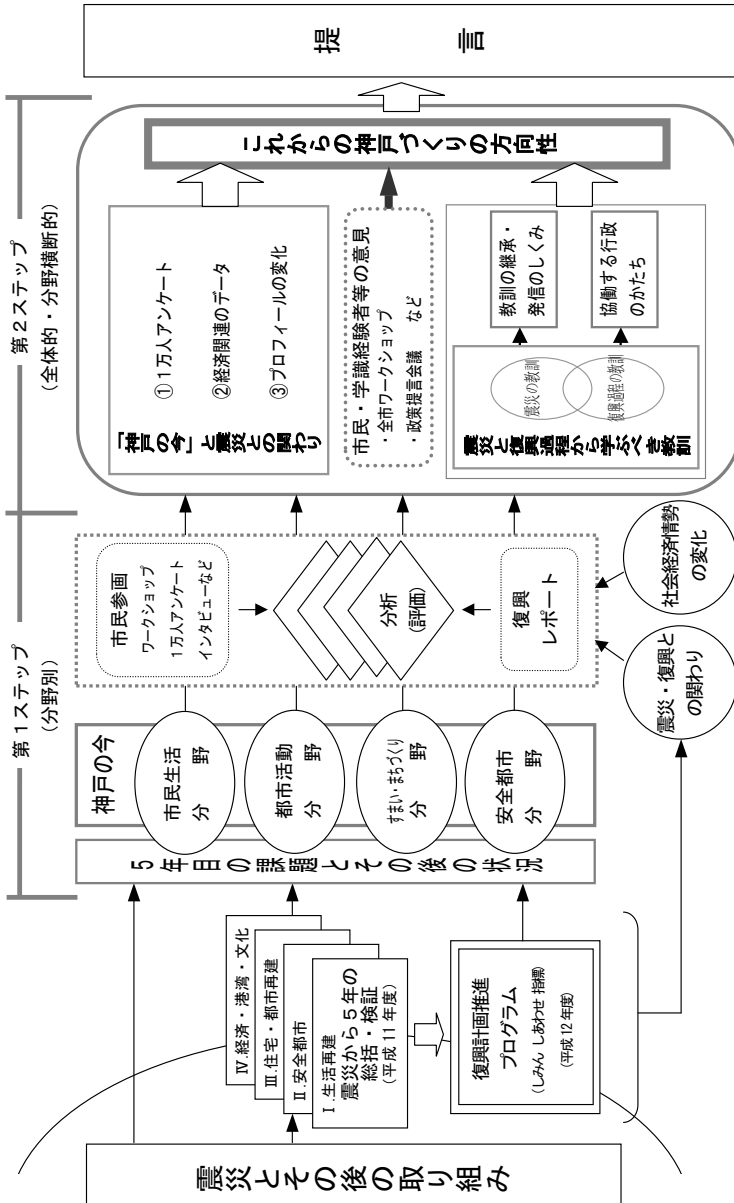 第１ステップ
（分野別）
第２ステップ
（全体的・分野横断的）
震災とその後の取り組み
Ⅳ.経済・港湾・文化
Ⅲ.住宅・都市再建
Ⅱ.安全都市
Ⅰ.生活再建
震災から５年の
総括・検証
（平成 11 年度）
復興計画推進
プログラム
（しみん しあわせ 指標）
（平成 12 年度）
５年目の課題とその後の状況
神戸の今
市民生活
分　野
都市活動
分　野
すまい・まちづくり
分　野
安全都市
分　野
市民参画
ワークショップ
１万人アンケート
インタビューなど
分析
(評価)
復興
レポート
震災・復興と
の関わり
社会経済情勢
の変化
①１万人アンケート
②経済関連のデータ
③プロフィールの変化
「神戸の今」と震災との関わり
市民・学識経験者等の意見
・全市ワークショップ
・政策提言会議　など
教訓の継承・
発信のしくみ
協働する行政
のかたち
震災の教訓
復興過程の教訓
震災と復興過程から学ぶべき教訓
これからの神戸づくりの方向性
提　言